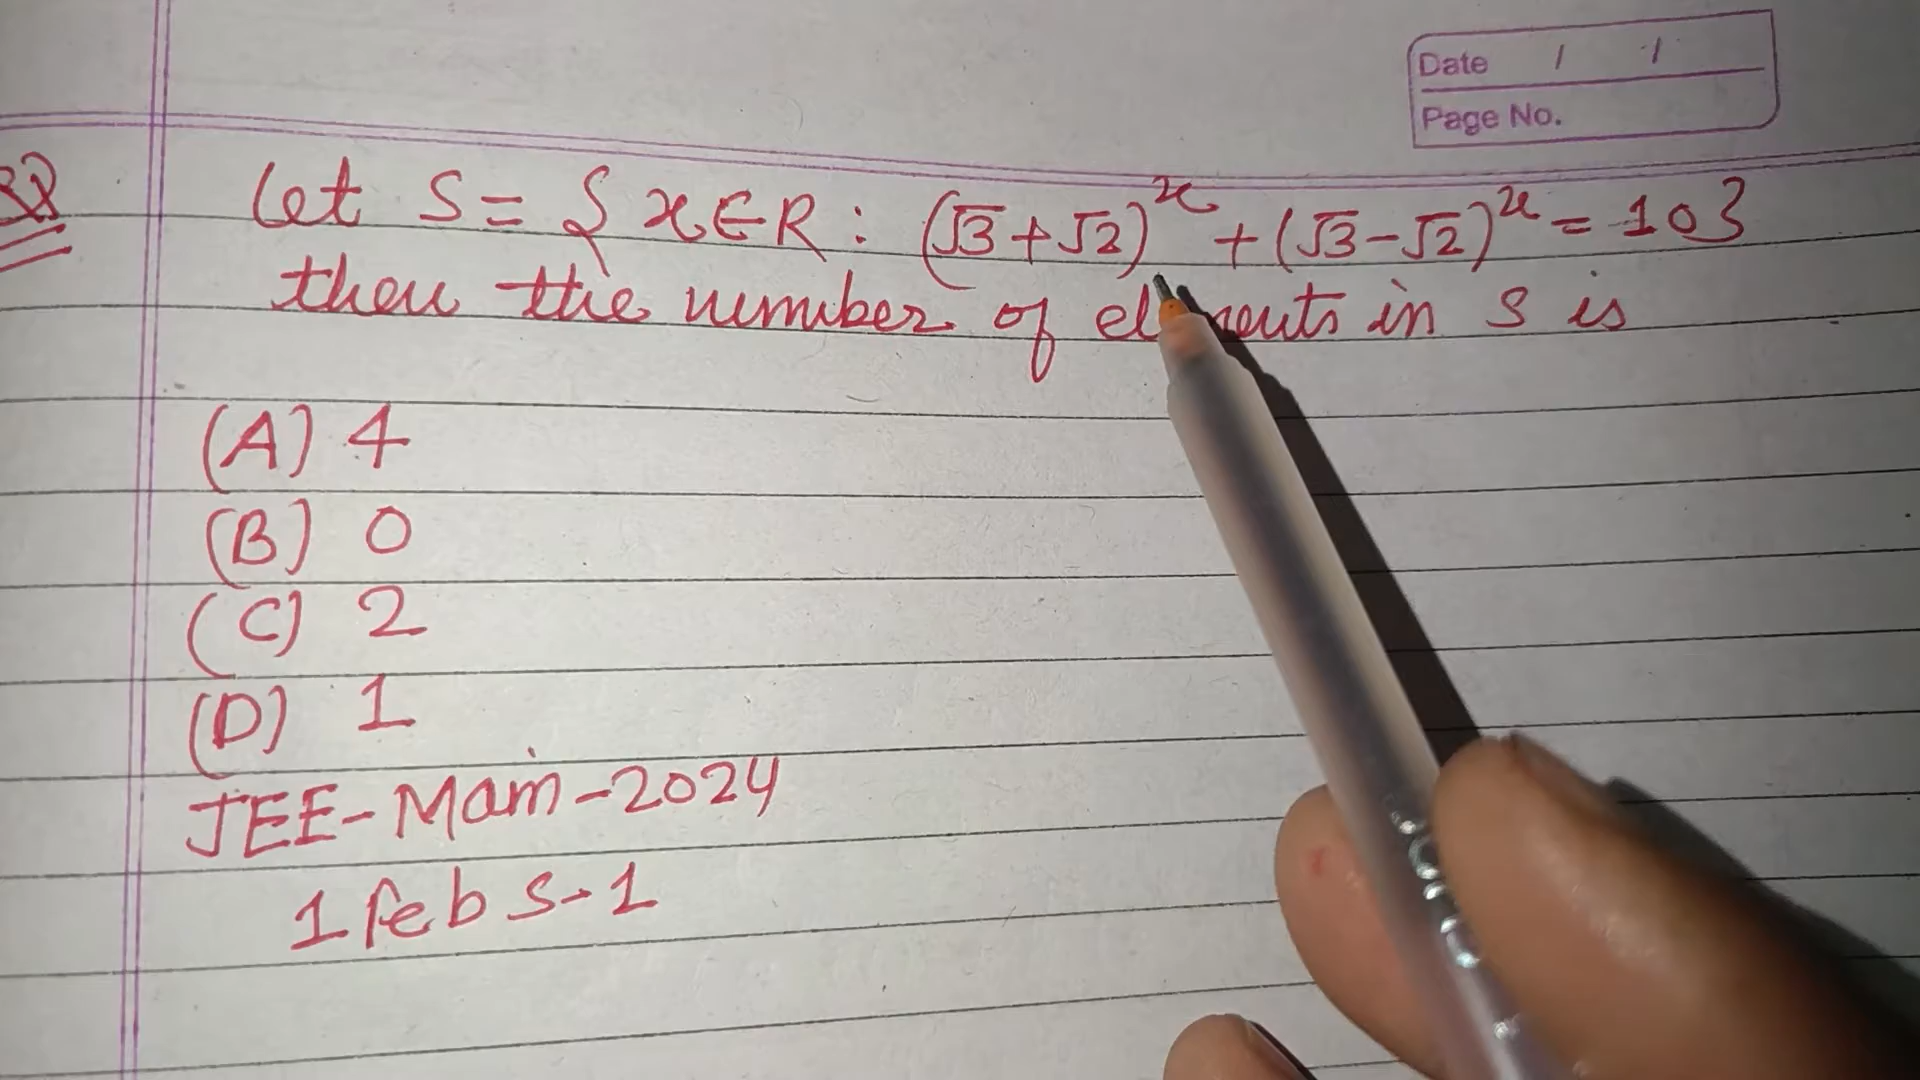 Date / /
Page No.
Let S = { x ∈ R : (√3+√2)^x + (√3-√2)^x = 10}
then the number of elements in S is
(A) 4
(B) 0
(C) 2
(D) 1
JEE-Main-2024
1 Feb S-1